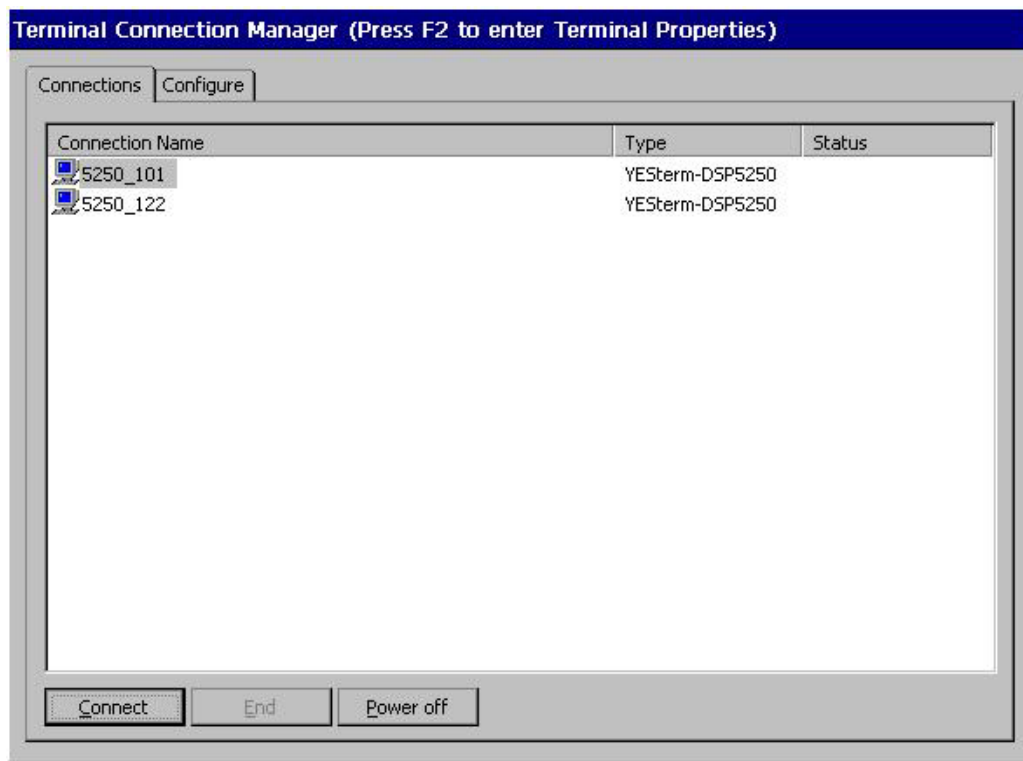 Terminal Connection Manager (Press F2 to enter Terminal Properties)
Connections Configure
Connection Name Type Status
5250_101 YESterm-DSP5250
5250_122 YESterm-DSP5250
Connect End Power off